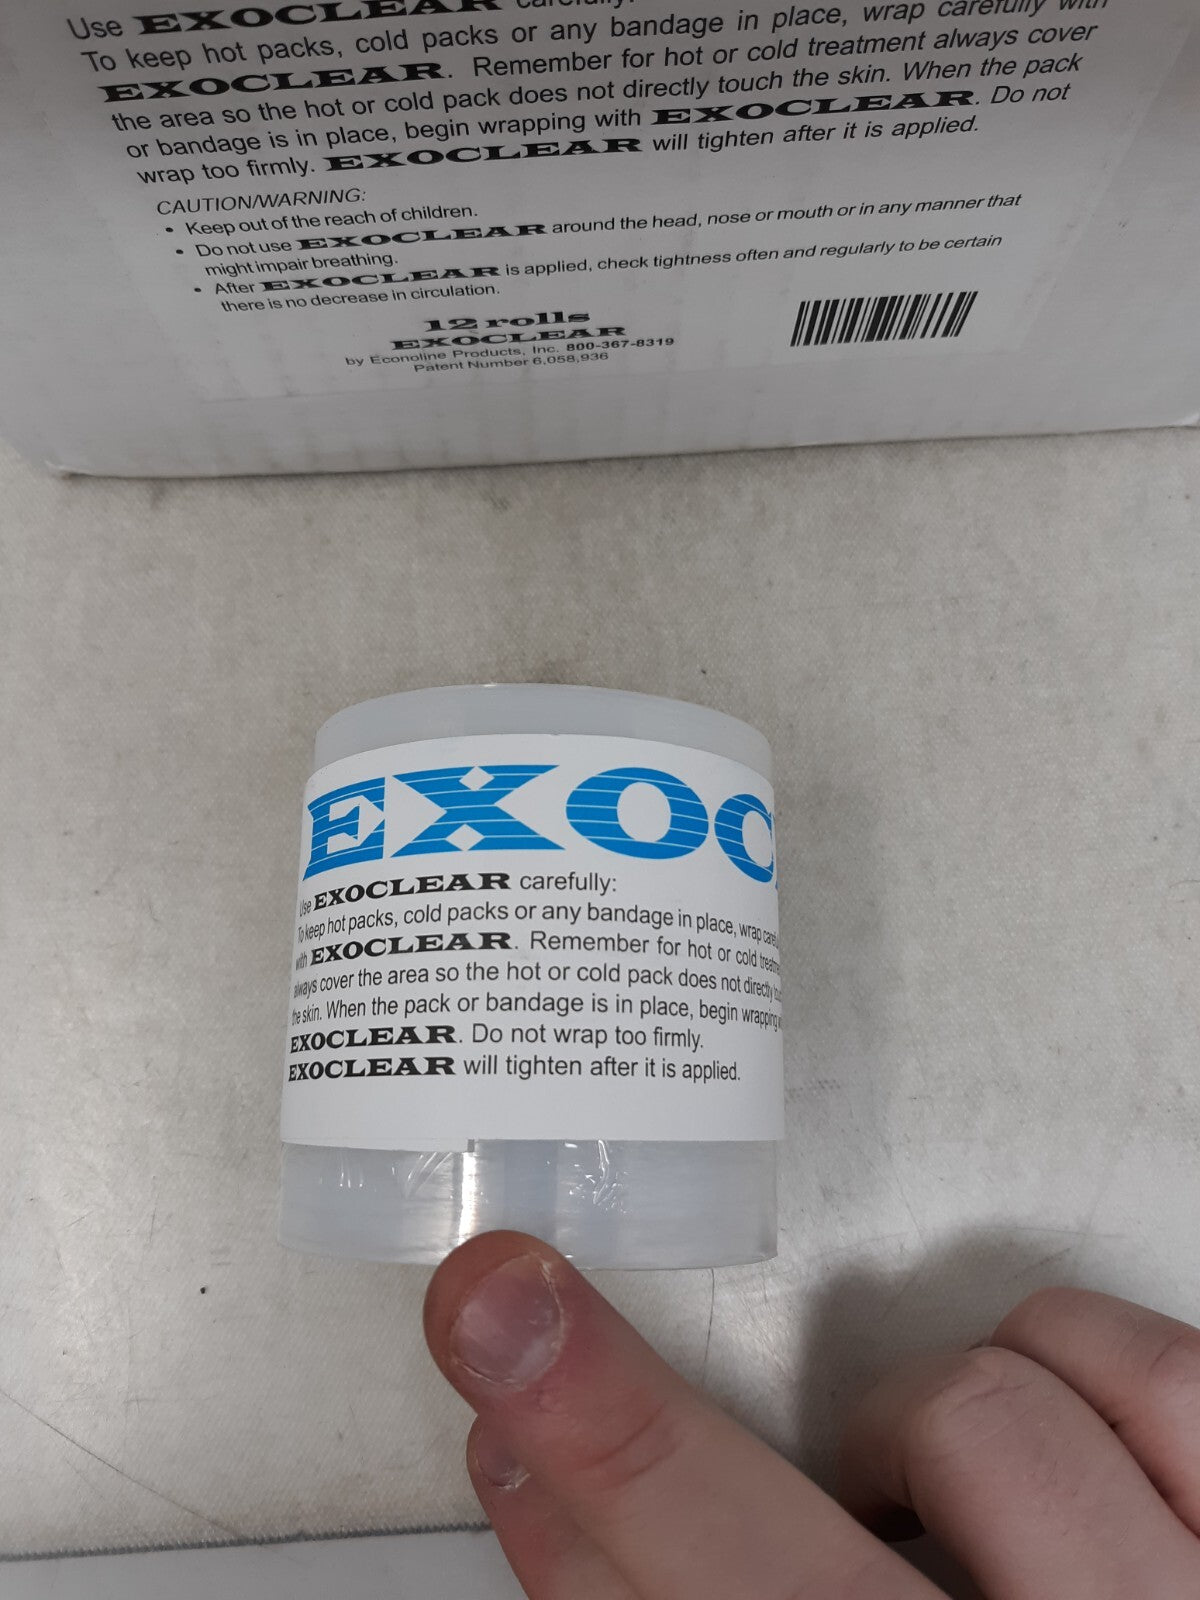 Use EXOCLEAR carefully:
To keep hot packs, cold packs or any bandage in place, wrap carefully with
EXOCLEAR. Remember for hot or cold treatment always cover
the area so the hot or cold pack does not directly touch the skin. When the pack
or bandage is in place, begin wrapping with EXOCLEAR. Do not
wrap too firmly. EXOCLEAR will tighten after it is applied.
CAUTION/WARNING:
• Keep out of the reach of children.
• Do not use EXOCLEAR around the head, nose or mouth or in any manner that
might impair breathing.
• After EXOCLEAR is applied, check tightness often and regularly to be certain
there is no decrease in circulation.
12 rolls
EXOCLEAR
by Econoline Products, Inc. 800-367-8319
Patent Number 6,058,936
EXOC
Use EXOCLEAR carefully:
To keep hot packs, cold packs or any bandage in place, wrap
with EXOCLEAR. Remember for hot or cold
always cover the area so the hot or cold pack does not directly
the skin. When the pack or bandage is in place, begin wrapping
EXOCLEAR. Do not wrap too firmly.
EXOCLEAR will tighten after it is applied.